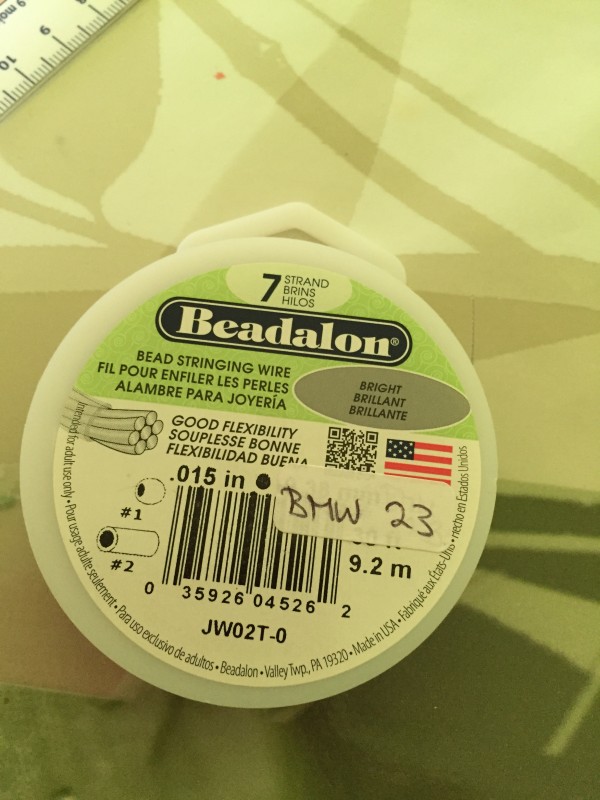 9
10
7 STRAND
BRINS
HILOS
Beadalon®
BEAD STRINGING WIRE
FIL POUR ENFILER LES PERLES
ALAMBRE PARA JOYERÍA
BRIGHT
BRILLANT
BRILLANTE
GOOD FLEXIBILITY
SOUPLESSE BONNE
FLEXIBILIDAD BUENA
.015 in
BMW 23
#1
#2
9.2 m
0 35926 04526 2
JW02T-0
Intended for adult use only • Pour usage adulte seulement • Para uso exclusivo de adultos • Beadalon • Valley Twp., PA 19320 • Made in USA • Fabriqué aux États-Unis • Hecho en Estados Unidos